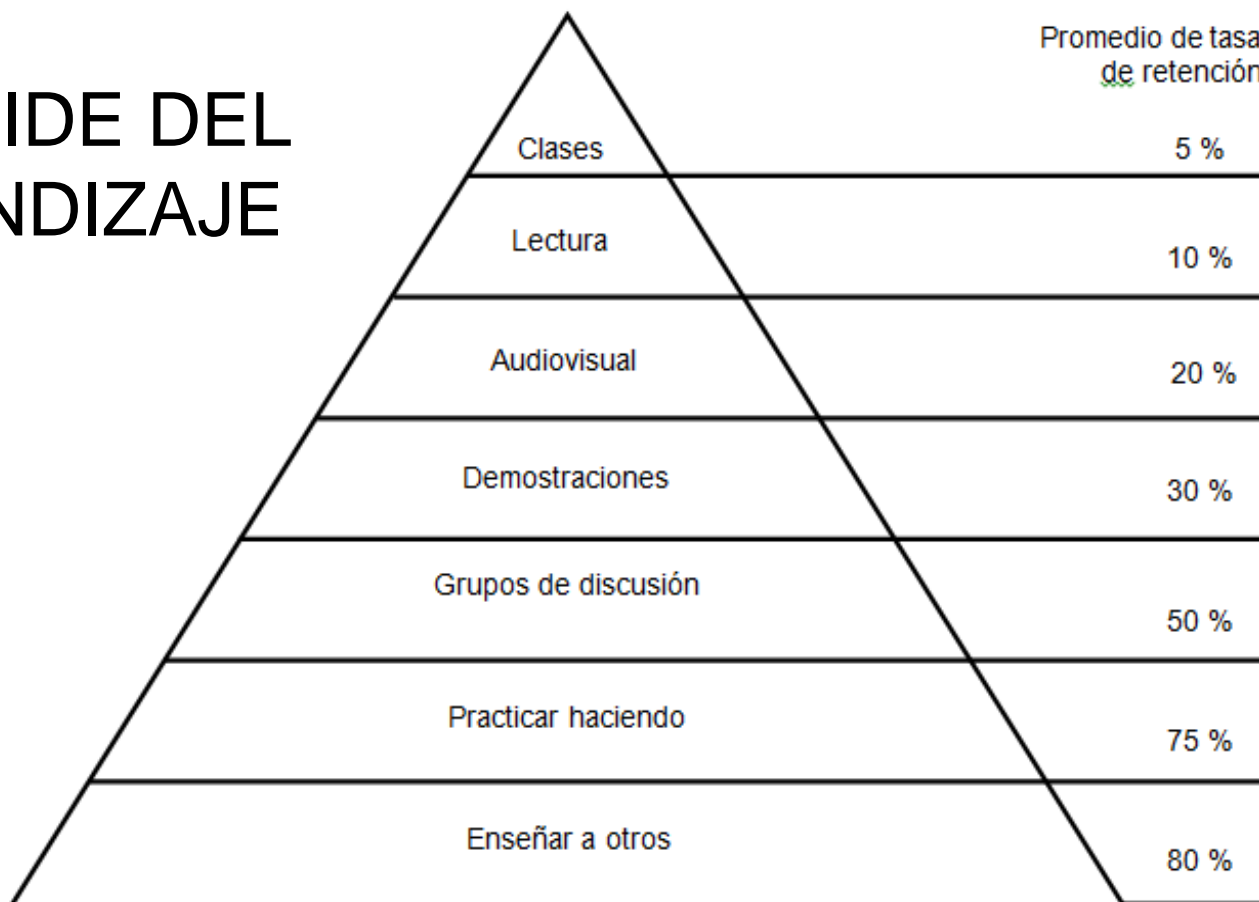 IDE DEL
NDIZAJE
Promedio de tasa
de retención
Clases
5 %
Lectura
10 %
Audiovisual
20 %
Demostraciones
30 %
Grupos de discusión
50 %
Practicar haciendo
75 %
Enseñar a otros
80 %